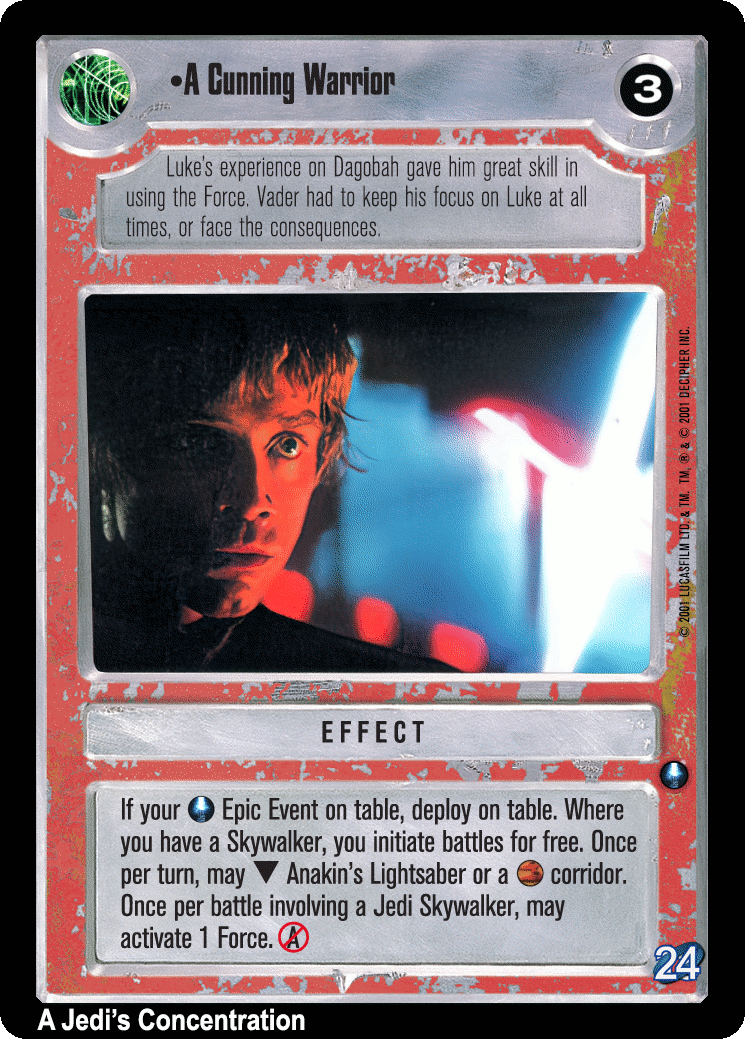 •A Cunning Warrior
3
Luke's experience on Dagobah gave him great skill in
using the Force. Vader had to keep his focus on Luke at all
times, or face the consequences.
© 2001 LUCASFILM LTD. & TM. TM, ® & © 2001 DECIPHER INC.
EFFECT
If your Epic Event on table, deploy on table. Where
you have a Skywalker, you initiate battles for free. Once
per turn, may ▼ Anakin's Lightsaber or a corridor.
Once per battle involving a Jedi Skywalker, may
activate 1 Force. A
24
A Jedi's Concentration